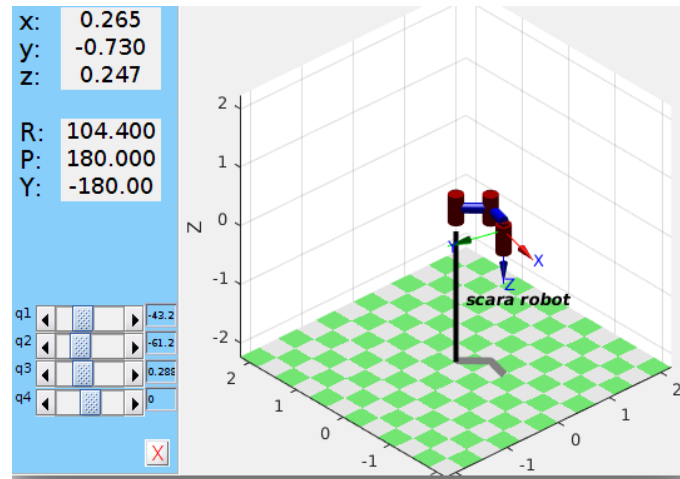 x: 0.265
y: -0.730
z: 0.247
R: 104.400
P: 180.000
Y: -180.00
q1 -43.2
q2 -61.2
q3 0.288
q4 0
X
Z
2
1
0
-1
-2
Y
X
Z
scara robot
2
1
0
-1
-1
0
1
2